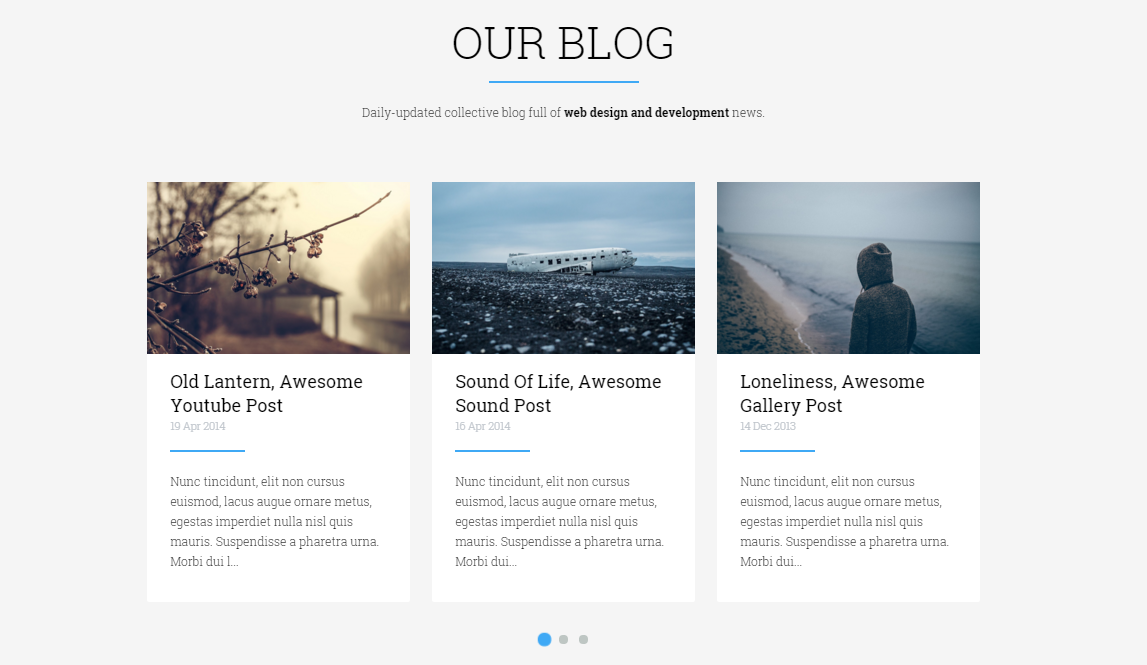 OUR BLOG
Daily-updated collective blog full of web design and development news.
Old Lantern, Awesome
Youtube Post
19 Apr 2014
Nunc tincidunt, elit non cursus
euismod, lacus augue ornare metus,
egestas imperdiet nulla nisl quis
mauris. Suspendisse a pharetra urna.
Morbi dui l...
Sound Of Life, Awesome
Sound Post
16 Apr 2014
Nunc tincidunt, elit non cursus
euismod, lacus augue ornare metus,
egestas imperdiet nulla nisl quis
mauris. Suspendisse a pharetra urna.
Morbi dui...
Loneliness, Awesome
Gallery Post
14 Dec 2013
Nunc tincidunt, elit non cursus
euismod, lacus augue ornare metus,
egestas imperdiet nulla nisl quis
mauris. Suspendisse a pharetra urna.
Morbi dui...